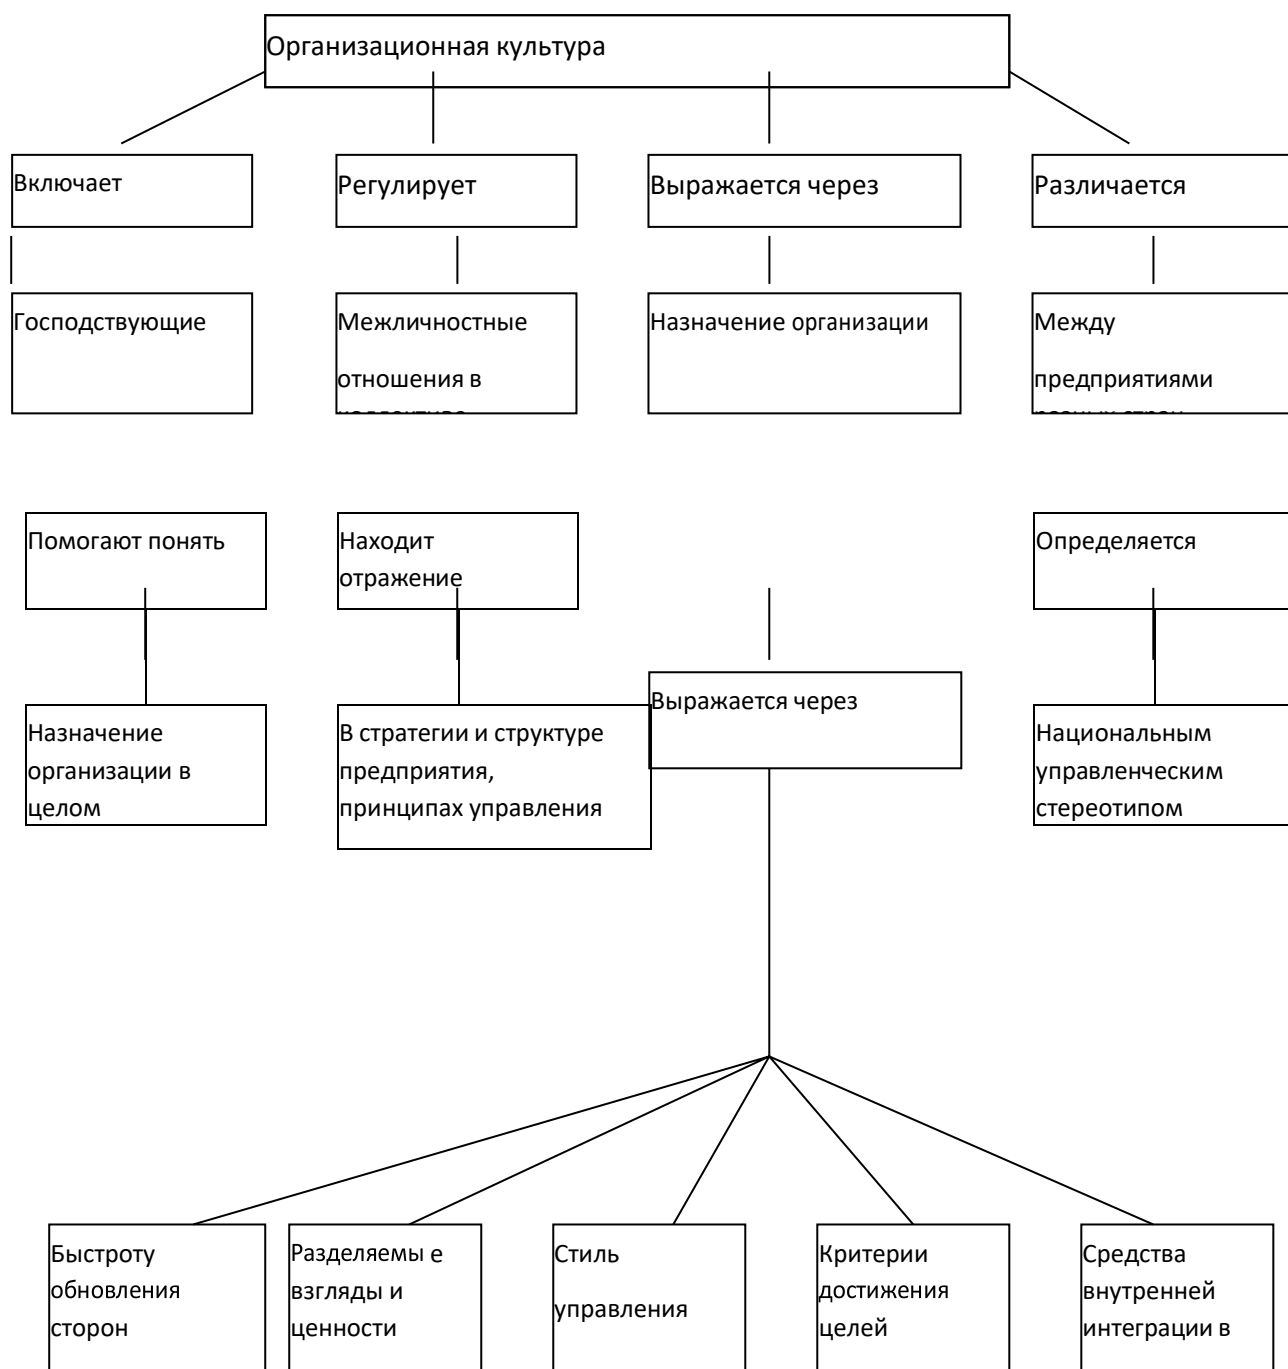 Организационная культура
Включает
Регулирует
Выражается через
Различается
Господствующие
Межличностные
отношения в
Назначение организации
Между
предприятиями
Помогают понять
Находит
отражение
Определяется
Выражается через
Назначение
организации в
целом
В стратегии и структуре
предприятия,
принципах управления
Национальным
управленческим
стереотипом
Быстроту
обновления
сторон
Разделяемы е
взгляды и
ценности
Стиль
управления
Критерии
достижения
целей
Средства
внутренней
интеграции в